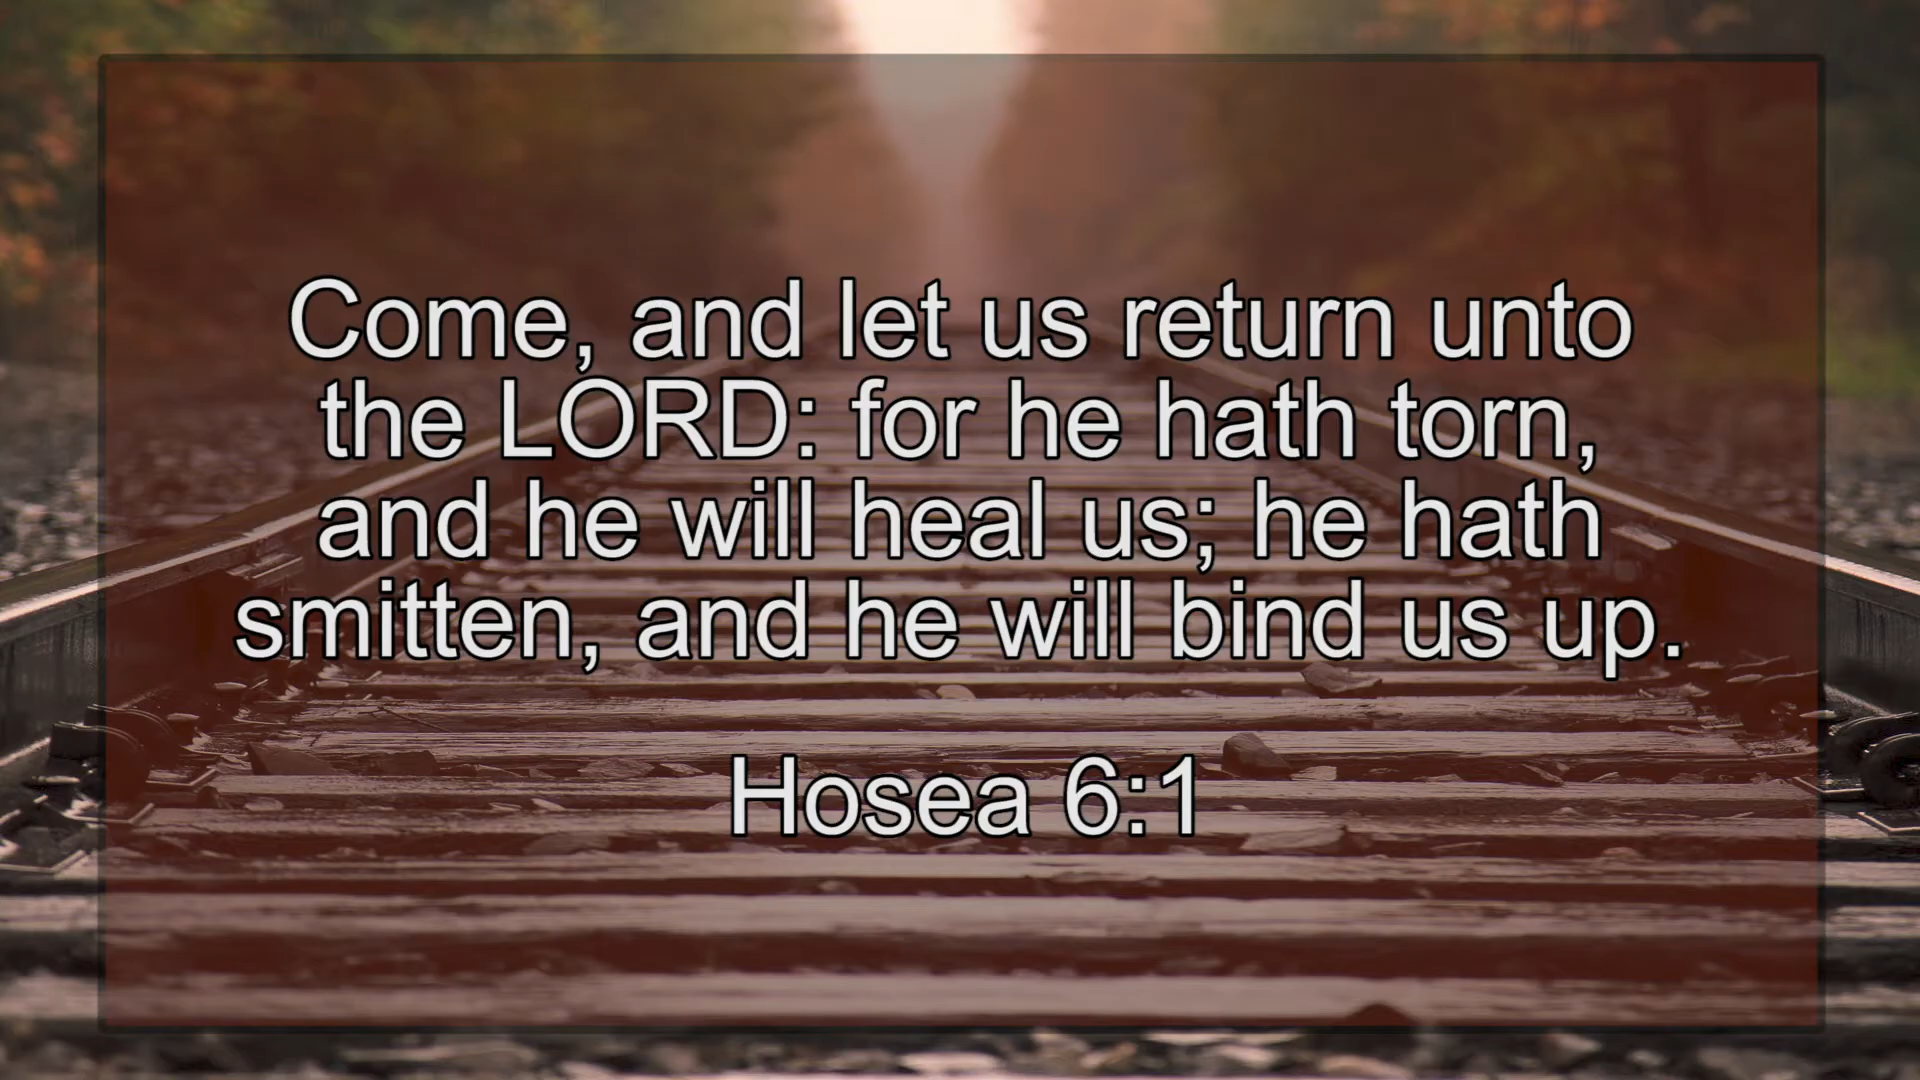 Come, and let us return unto
the LORD: for he hath torn,
and he will heal us; he hath
smitten, and he will bind us up.
Hosea 6:1